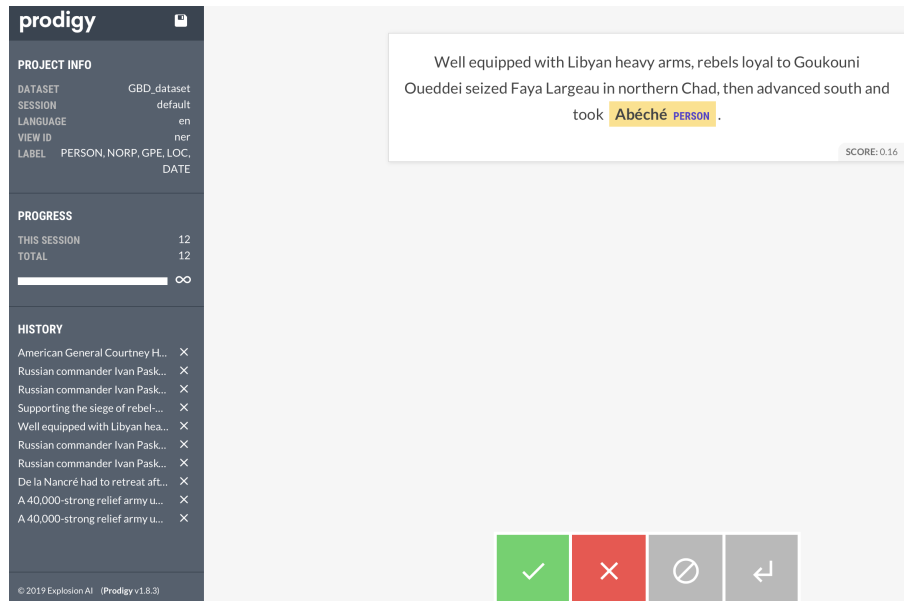 prodigy
PROJECT INFO
DATASET GBD_dataset
SESSION default
LANGUAGE en
VIEW ID ner
LABEL PERSON, NORP, GPE, LOC,
DATE
PROGRESS
THIS SESSION 12
TOTAL 12
∞
HISTORY
American General Courtney H... ×
Russian commander Ivan Pask... ×
Russian commander Ivan Pask... ×
Supporting the siege of rebel-... ×
Well equipped with Libyan hea... ×
Russian commander Ivan Pask... ×
Russian commander Ivan Pask... ×
De la Nancré had to retreat aft... ×
A 40,000-strong relief army u... ×
A 40,000-strong relief army u... ×
© 2019 Explosion AI (Prodigy v1.8.3)
Well equipped with Libyan heavy arms, rebels loyal to Goukouni
Oueddei seized Faya Largeau in northern Chad, then advanced south and
took Abéché PERSON .
SCORE: 0.16